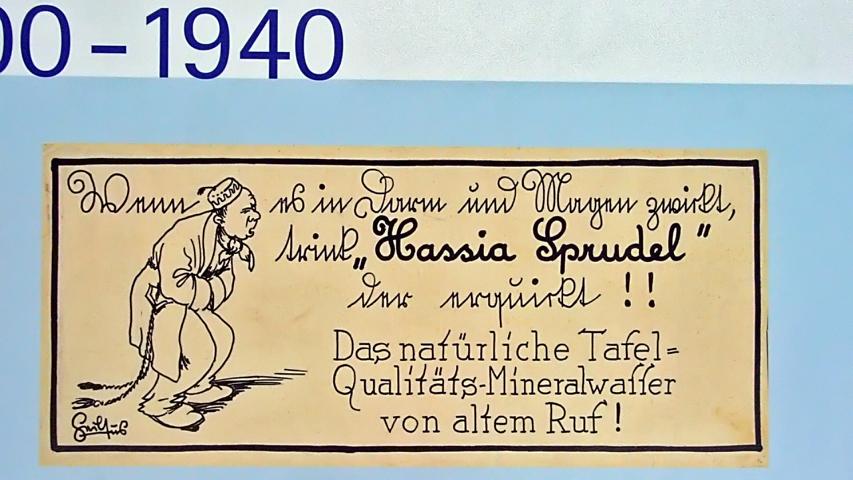 00-1940
Wenn es in Darm und Magen zwickt,
trink „Hassia Sprudel"
der erquickt !!
Das natürliche Tafel=
Qualitäts-Mineralwasser
von altem Ruf!